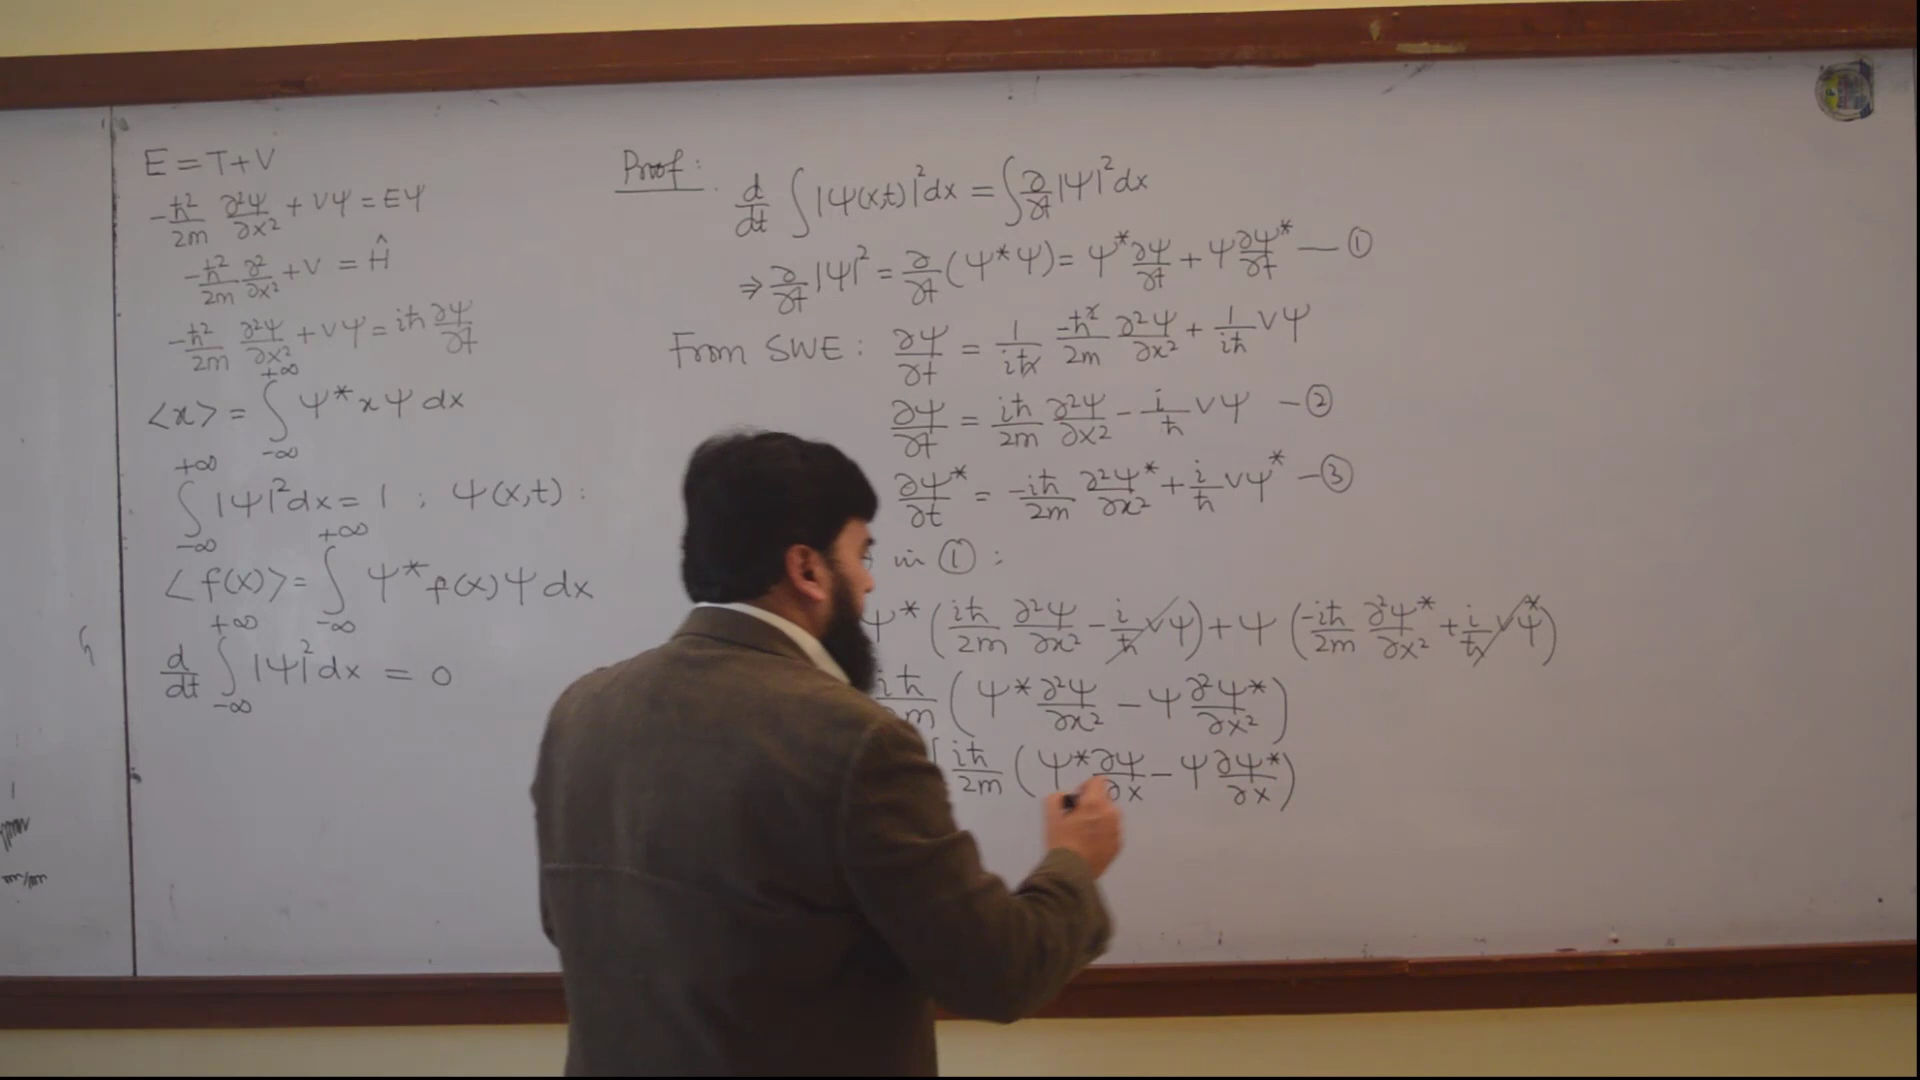 E = T+V
-ħ²/2m ∂²Ψ/∂x² + VΨ = EΨ
-ħ²/2m ∂²/∂x² + V = Ĥ
-ħ²/2m ∂²Ψ/∂x² + VΨ = iħ ∂Ψ/∂t
<x> = ∫_{-∞}^{+∞} Ψ* x Ψ dx
∫_{-∞}^{+∞} |Ψ|² dx = 1 ; Ψ(x,t) :
<f(x)> = ∫_{-∞}^{+∞} Ψ* f(x) Ψ dx
d/dt ∫_{-∞}^{+∞} |Ψ|² dx = 0
Proof :
d/dt ∫ |Ψ(x,t)|² dx = ∫ ∂/∂t |Ψ|² dx
⇒ ∂/∂t |Ψ|² = ∂/∂t (Ψ*Ψ) = Ψ* ∂Ψ/∂t + Ψ ∂Ψ*/∂t — ①
From SWE : ∂Ψ/∂t = 1/iħ -ħ²/2m ∂²Ψ/∂x² + 1/iħ VΨ
∂Ψ/∂t = iħ/2m ∂²Ψ/∂x² - i/ħ VΨ — ②
∂Ψ*/∂t = -iħ/2m ∂²Ψ*/∂x² + i/ħ VΨ* — ③
in ① :
Ψ* (iħ/2m ∂²Ψ/∂x² - i/ħ VΨ) + Ψ (-iħ/2m ∂²Ψ*/∂x² + i/ħ VΨ*)
iħ/2m (Ψ* ∂²Ψ/∂x² - Ψ ∂²Ψ*/∂x²)
iħ/2m (Ψ* ∂Ψ/∂x - Ψ ∂Ψ*/∂x)